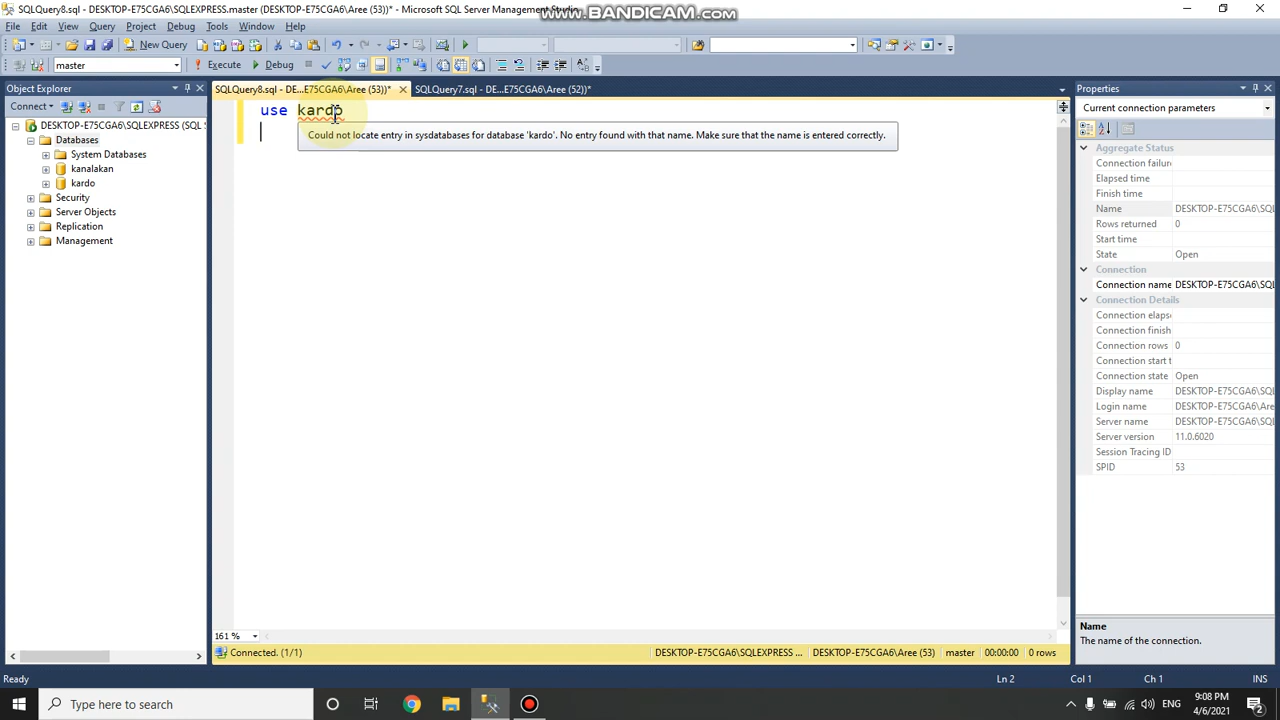 SQLQuery8.sql - DESKTOP-E75CGA6\SQLEXPRESS.master (DESKTOP-E75CGA6\Aree (53))* - Microsoft SQL Server Management Studio
www.BANDICAM.com
File Edit View Query Project Debug Tools Window Help
New Query
master
Execute
Debug
Object Explorer
Connect
DESKTOP-E75CGA6\SQLEXPRESS (SQL S
Databases
System Databases
kanalakan
kardo
Security
Server Objects
Replication
Management
SQLQuery8.sql - DE...E75CGA6\Aree (53))*
SQLQuery7.sql - DE...E75CGA6\Aree (52))*
use kardo
Could not locate entry in sysdatabases for database 'kardo'. No entry found with that name. Make sure that the name is entered correctly.
161 %
Connected. (1/1)
DESKTOP-E75CGA6\SQLEXPRESS ...
DESKTOP-E75CGA6\Aree (53)
master
00:00:00
0 rows
Properties
Current connection parameters
Aggregate Status
Connection failure
Elapsed time
Finish time
Name DESKTOP-E75CGA6\SQ
Rows returned 0
Start time
State Open
Connection
Connection name DESKTOP-E75CGA6\SQ
Connection Details
Connection elaps
Connection finish
Connection rows 0
Connection start t
Connection state Open
Display name DESKTOP-E75CGA6\SQ
Login name DESKTOP-E75CGA6\Ar
Server name DESKTOP-E75CGA6\SQ
Server version 11.0.6020
Session Tracing ID
SPID 53
Name
The name of the connection.
Ready
Ln 2
Col 1
Ch 1
INS
Type here to search
ENG
9:08 PM
4/6/2021
2